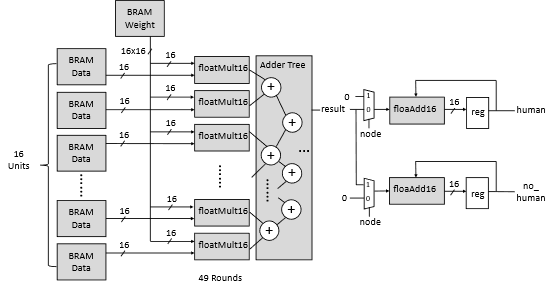 BRAM
Weight
16x16
16
BRAM
Data
16
floatMult16
Adder Tree
+
16
BRAM
Data
16
floatMult16
+
16
BRAM
Data
16
floatMult16
+
...
+
16
Units
16
BRAM
Data
16
floatMult16
+
16
BRAM
Data
16
floatMult16
+
49 Rounds
result
0
1
0
node
floaAdd16
16
reg
human
1
0
0
node
floaAdd16
16
reg
no_
human